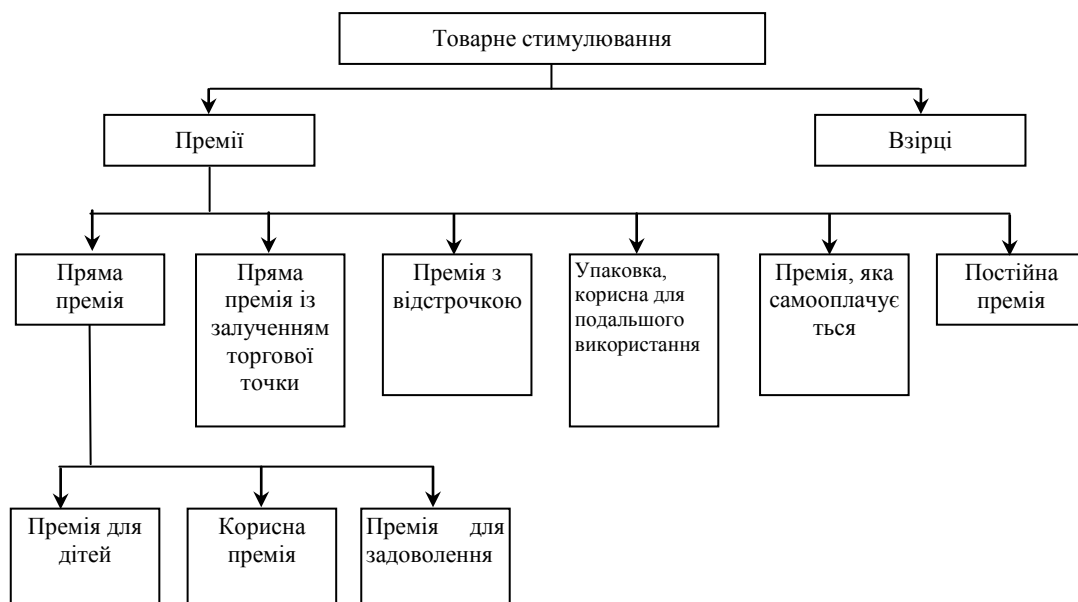 Товарне стимулювання
Премії
Взірці
Пряма
премія
Пряма
премія із
залученням
торгової
точки
Премія з
відстрочкою
Упаковка,
корисна для
подальшого
використання
Премія, яка
самооплачує
ться
Постійна
премія
Премія для
дітей
Корисна
премія
Премія для
задоволення